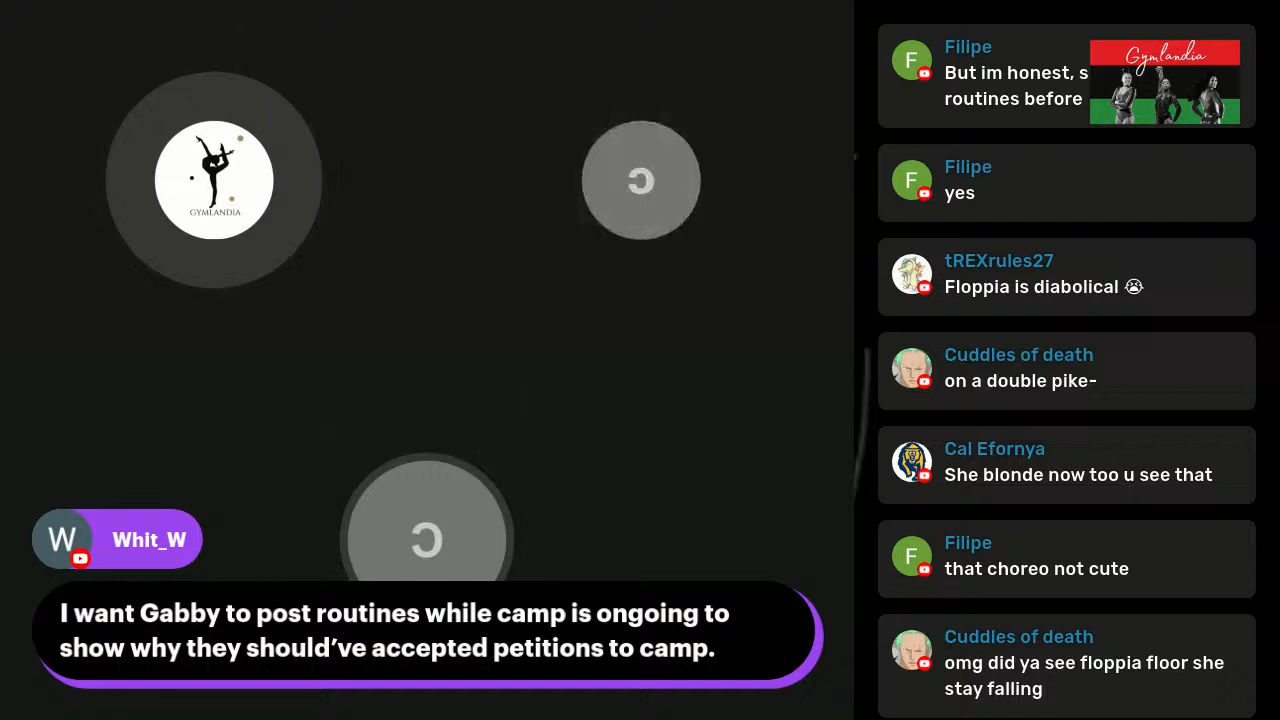 GYMLANDIA
ɔ
ɔ
W
Whit_W
I want Gabby to post routines while camp is ongoing to
show why they should've accepted petitions to camp.
F
Filipe
But im honest, s
routines before
Gymlandia
F
Filipe
yes
tREXrules27
Floppia is diabolical 😭
Cuddles of death
on a double pike-
Cal Efornya
She blonde now too u see that
F
Filipe
that choreo not cute
Cuddles of death
omg did ya see floppia floor she
stay falling